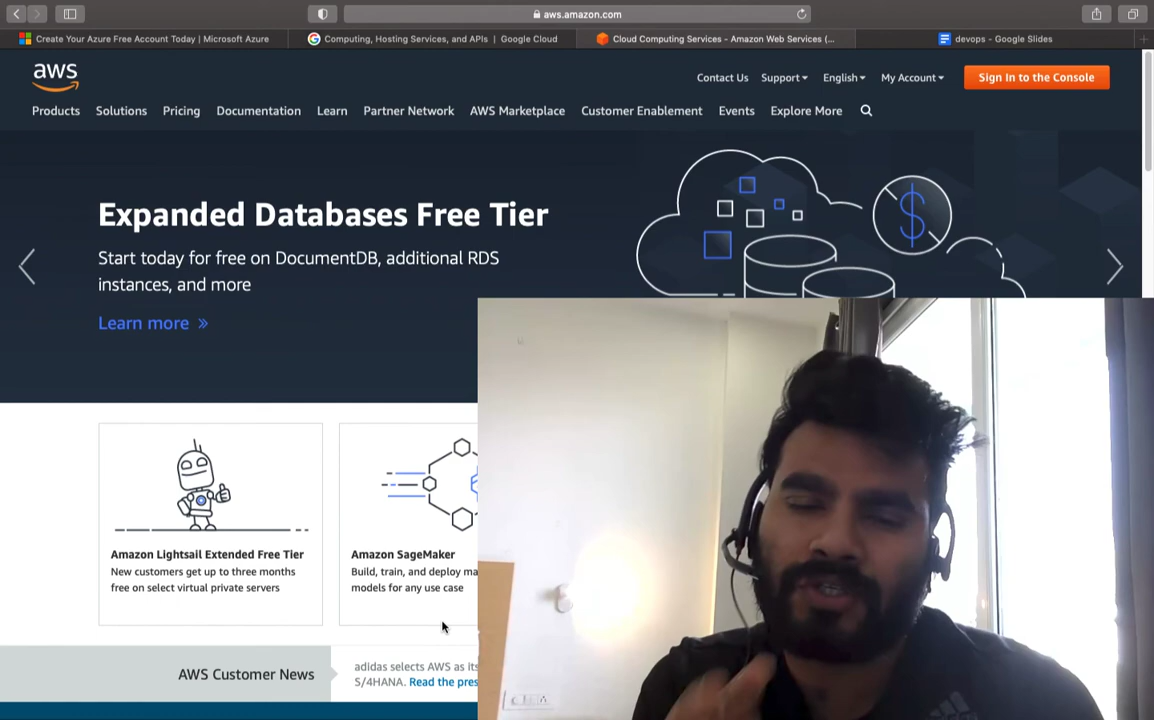 aws.amazon.com
Create Your Azure Free Account Today | Microsoft Azure
Computing, Hosting Services, and APIs | Google Cloud
Cloud Computing Services - Amazon Web Services (...
devops - Google Slides
aws
Contact Us
Support
English
My Account
Sign In to the Console
Products
Solutions
Pricing
Documentation
Learn
Partner Network
AWS Marketplace
Customer Enablement
Events
Explore More
Expanded Databases Free Tier
Start today for free on DocumentDB, additional RDS
instances, and more
Learn more »
Amazon Lightsail Extended Free Tier
New customers get up to three months
free on select virtual private servers
Amazon SageMaker
Build, train, and deploy ma
models for any use case
AWS Customer News
adidas selects AWS as its
S/4HANA. Read the pres